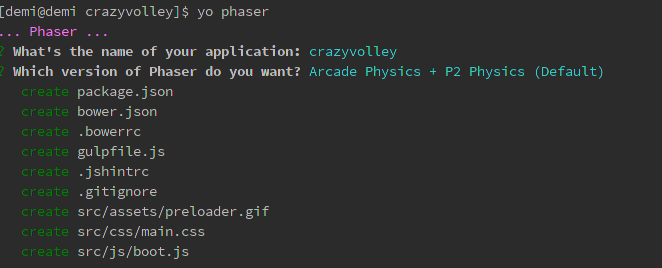 [demi@demi crazyvolley]$ yo phaser
... Phaser ...
? What's the name of your application: crazyvolley
? Which version of Phaser do you want? Arcade Physics + P2 Physics (Default)
create package.json
create bower.json
create .bowerrc
create gulpfile.js
create .jshintrc
create .gitignore
create src/assets/preloader.gif
create src/css/main.css
create src/js/boot.js